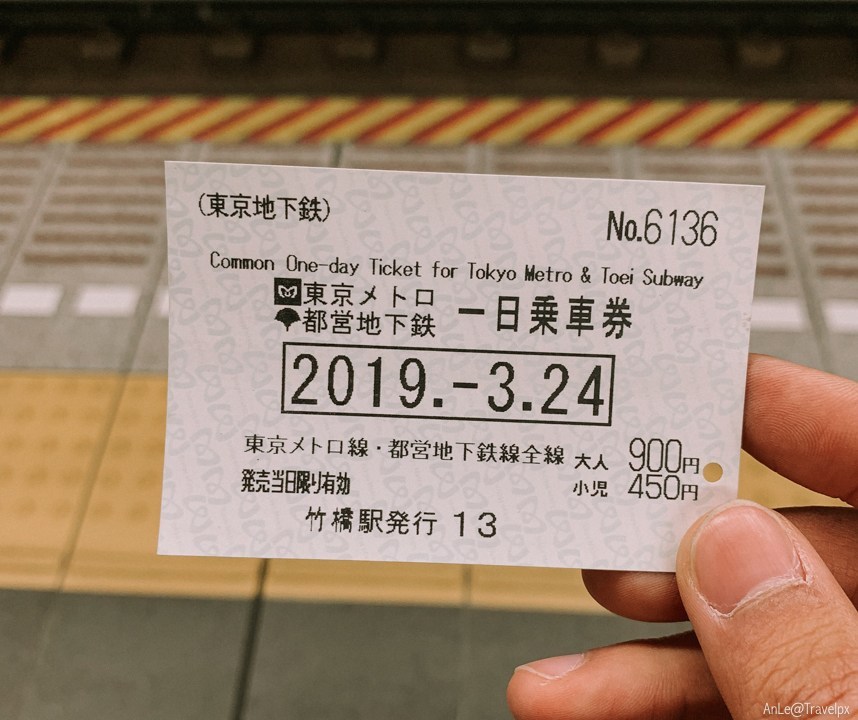 (東京地下鉄)
No.6136
Common One-day Ticket for Tokyo Metro & Toei Subway
東京メトロ
都営地下鉄
一日乗車券
2019.-3.24
東京メトロ線・都営地下鉄線全線 大人 900円
発売当日限り有効 小児 450円
竹橋駅発行 13
AnLe@Travelpx